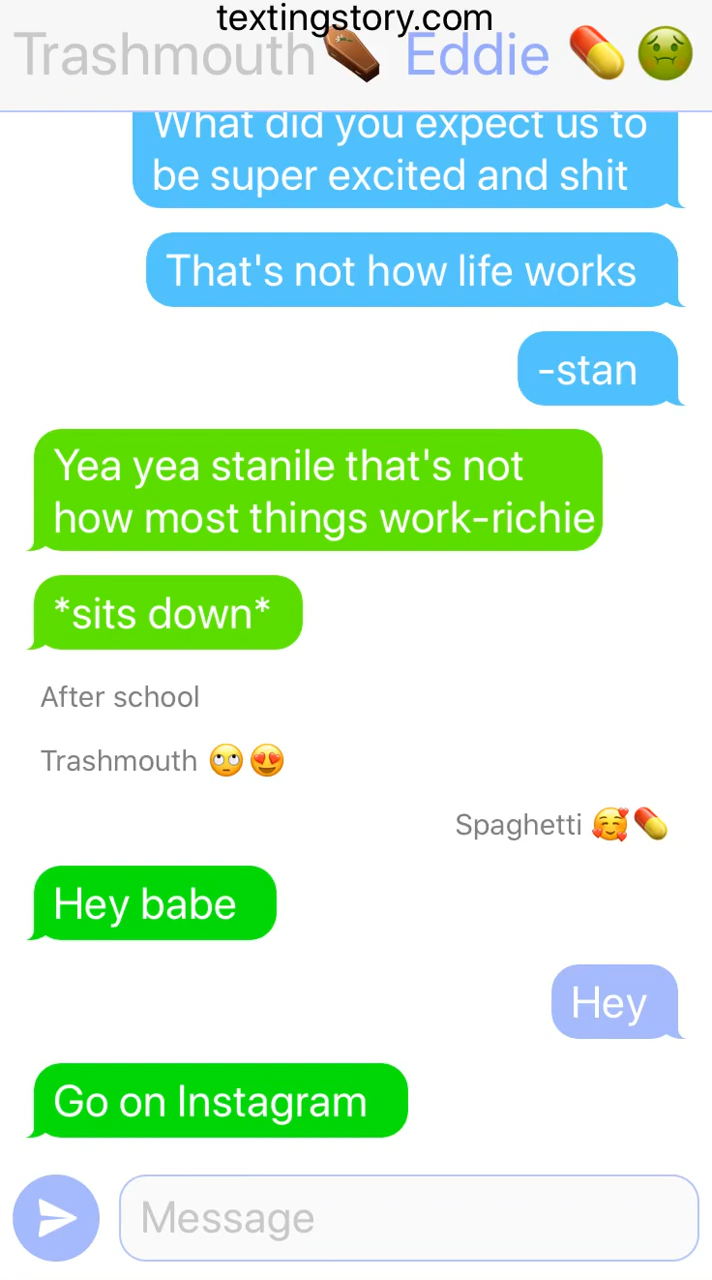 textingstory.com
Trashmouth⚰️ Eddie 💊🤢
What did you expect us to
be super excited and shit
That's not how life works
-stan
Yea yea stanile that's not
how most things work-richie
*sits down*
After school
Trashmouth 🙄😍
Spaghetti 🥰💊
Hey babe
Hey
Go on Instagram
Message